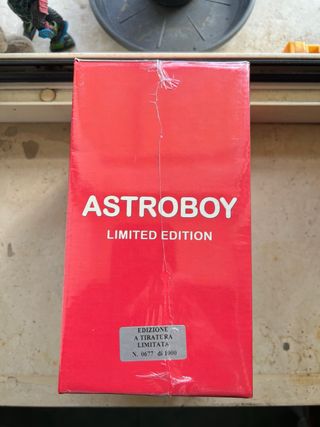 ASTROBOY
LIMITED EDITION
EDIZIONE
A TIRATURA
LIMITATA
N. 0677 di 1000